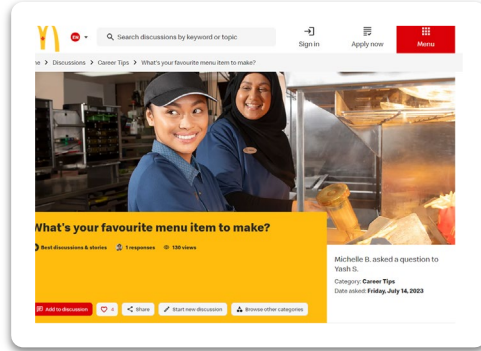 EN
Search discussions by keyword or topic
Sign in
Apply now
Menu
Discussions > Career Tips > What's your favourite menu item to make?
What's your favourite menu item to make?
Best discussions & stories 1 responses 130 views
Michelle B. asked a question to
Yash S.
Category: Career Tips
Date asked: Friday, July 14, 2023
Add to discussion
Share
Start new discussion
Browse other categories